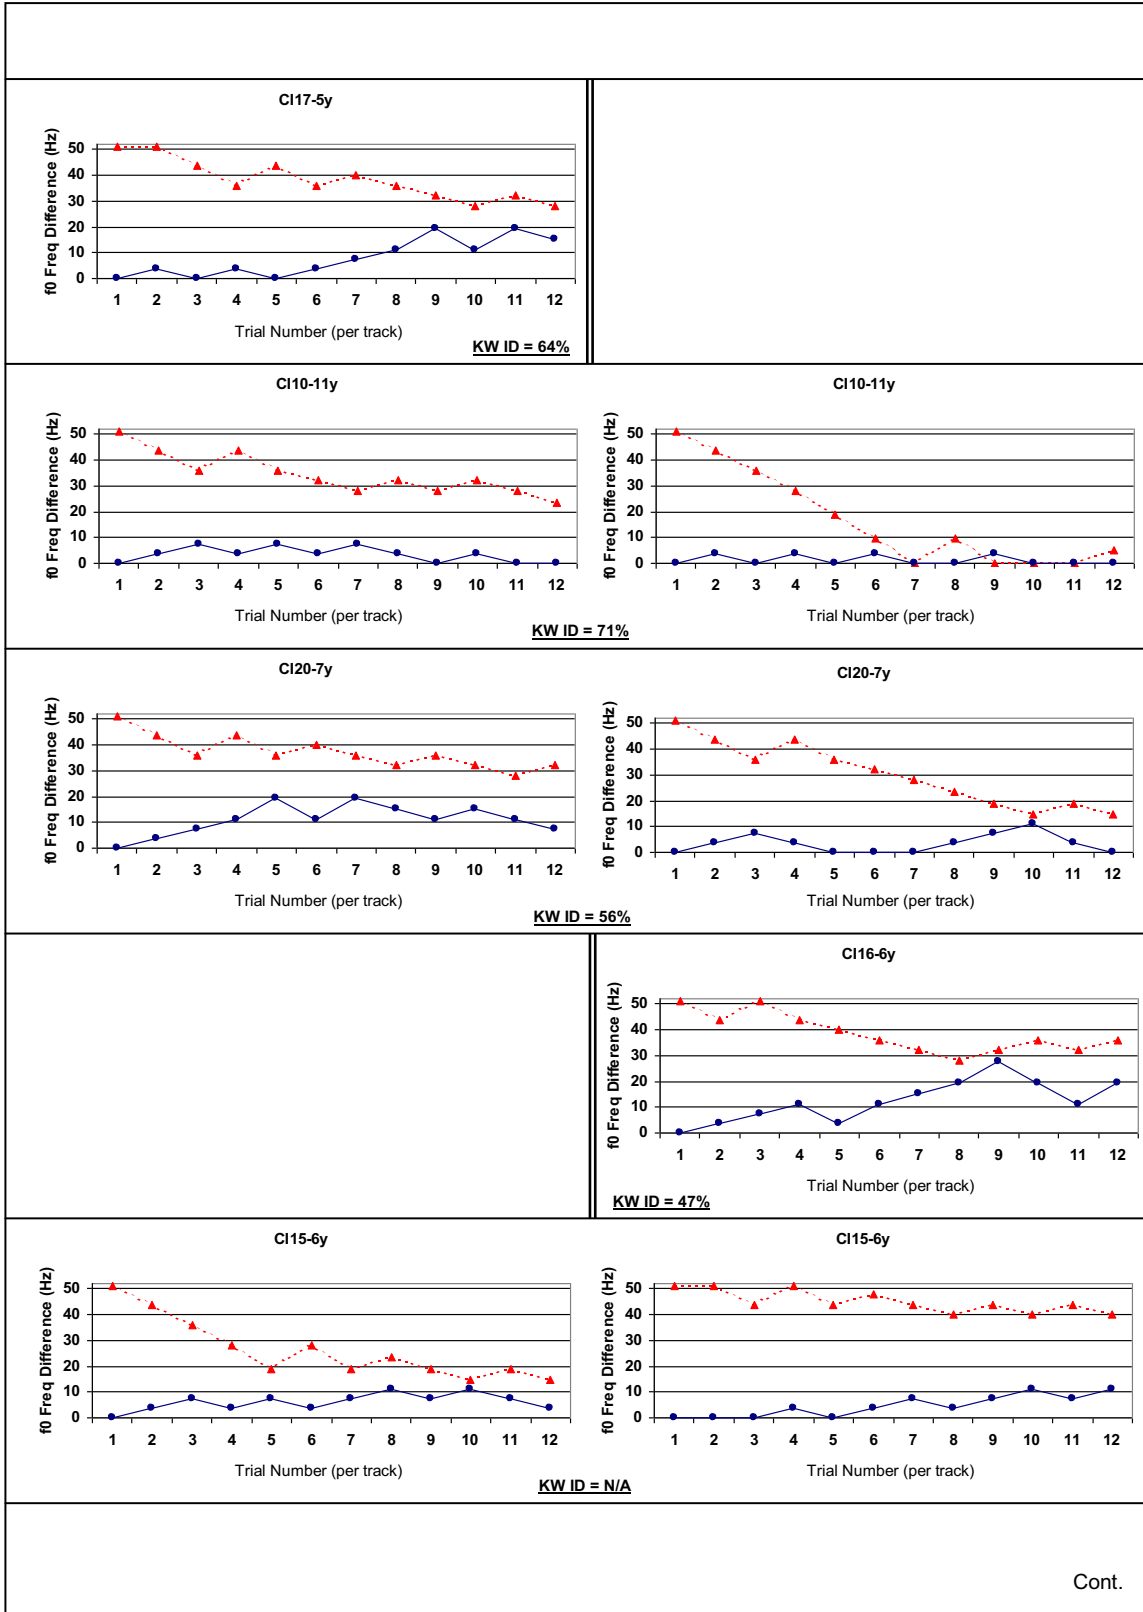 CI17-5y
f0 Freq Difference (Hz)
50
40
30
20
10
0
1 2 3 4 5 6 7 8 9 10 11 12
Trial Number (per track)
KW ID = 64%
CI10-11y
f0 Freq Difference (Hz)
50
40
30
20
10
0
1 2 3 4 5 6 7 8 9 10 11 12
Trial Number (per track)
CI10-11y
f0 Freq Difference (Hz)
50
40
30
20
10
0
1 2 3 4 5 6 7 8 9 10 11 12
Trial Number (per track)
KW ID = 71%
CI20-7y
f0 Freq Difference (Hz)
50
40
30
20
10
0
1 2 3 4 5 6 7 8 9 10 11 12
Trial Number (per track)
CI20-7y
f0 Freq Difference (Hz)
50
40
30
20
10
0
1 2 3 4 5 6 7 8 9 10 11 12
Trial Number (per track)
KW ID = 56%
CI16-6y
f0 Freq Difference (Hz)
50
40
30
20
10
0
1 2 3 4 5 6 7 8 9 10 11 12
Trial Number (per track)
KW ID = 47%
CI15-6y
f0 Freq Difference (Hz)
50
40
30
20
10
0
1 2 3 4 5 6 7 8 9 10 11 12
Trial Number (per track)
CI15-6y
f0 Freq Difference (Hz)
50
40
30
20
10
0
1 2 3 4 5 6 7 8 9 10 11 12
Trial Number (per track)
KW ID = N/A
Cont.